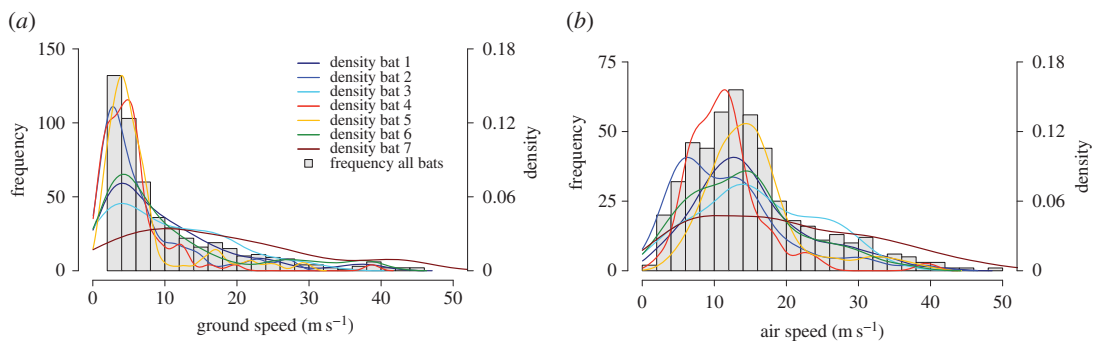 (a)
150
100
50
0
frequency
0.18
0.12
0.06
0
density
density bat 1
density bat 2
density bat 3
density bat 4
density bat 5
density bat 6
density bat 7
frequency all bats
0 10 20 30 40 50
ground speed (m s⁻¹)
(b)
75
50
25
0
frequency
0.18
0.12
0.06
0
density
0 10 20 30 40 50
air speed (m s⁻¹)